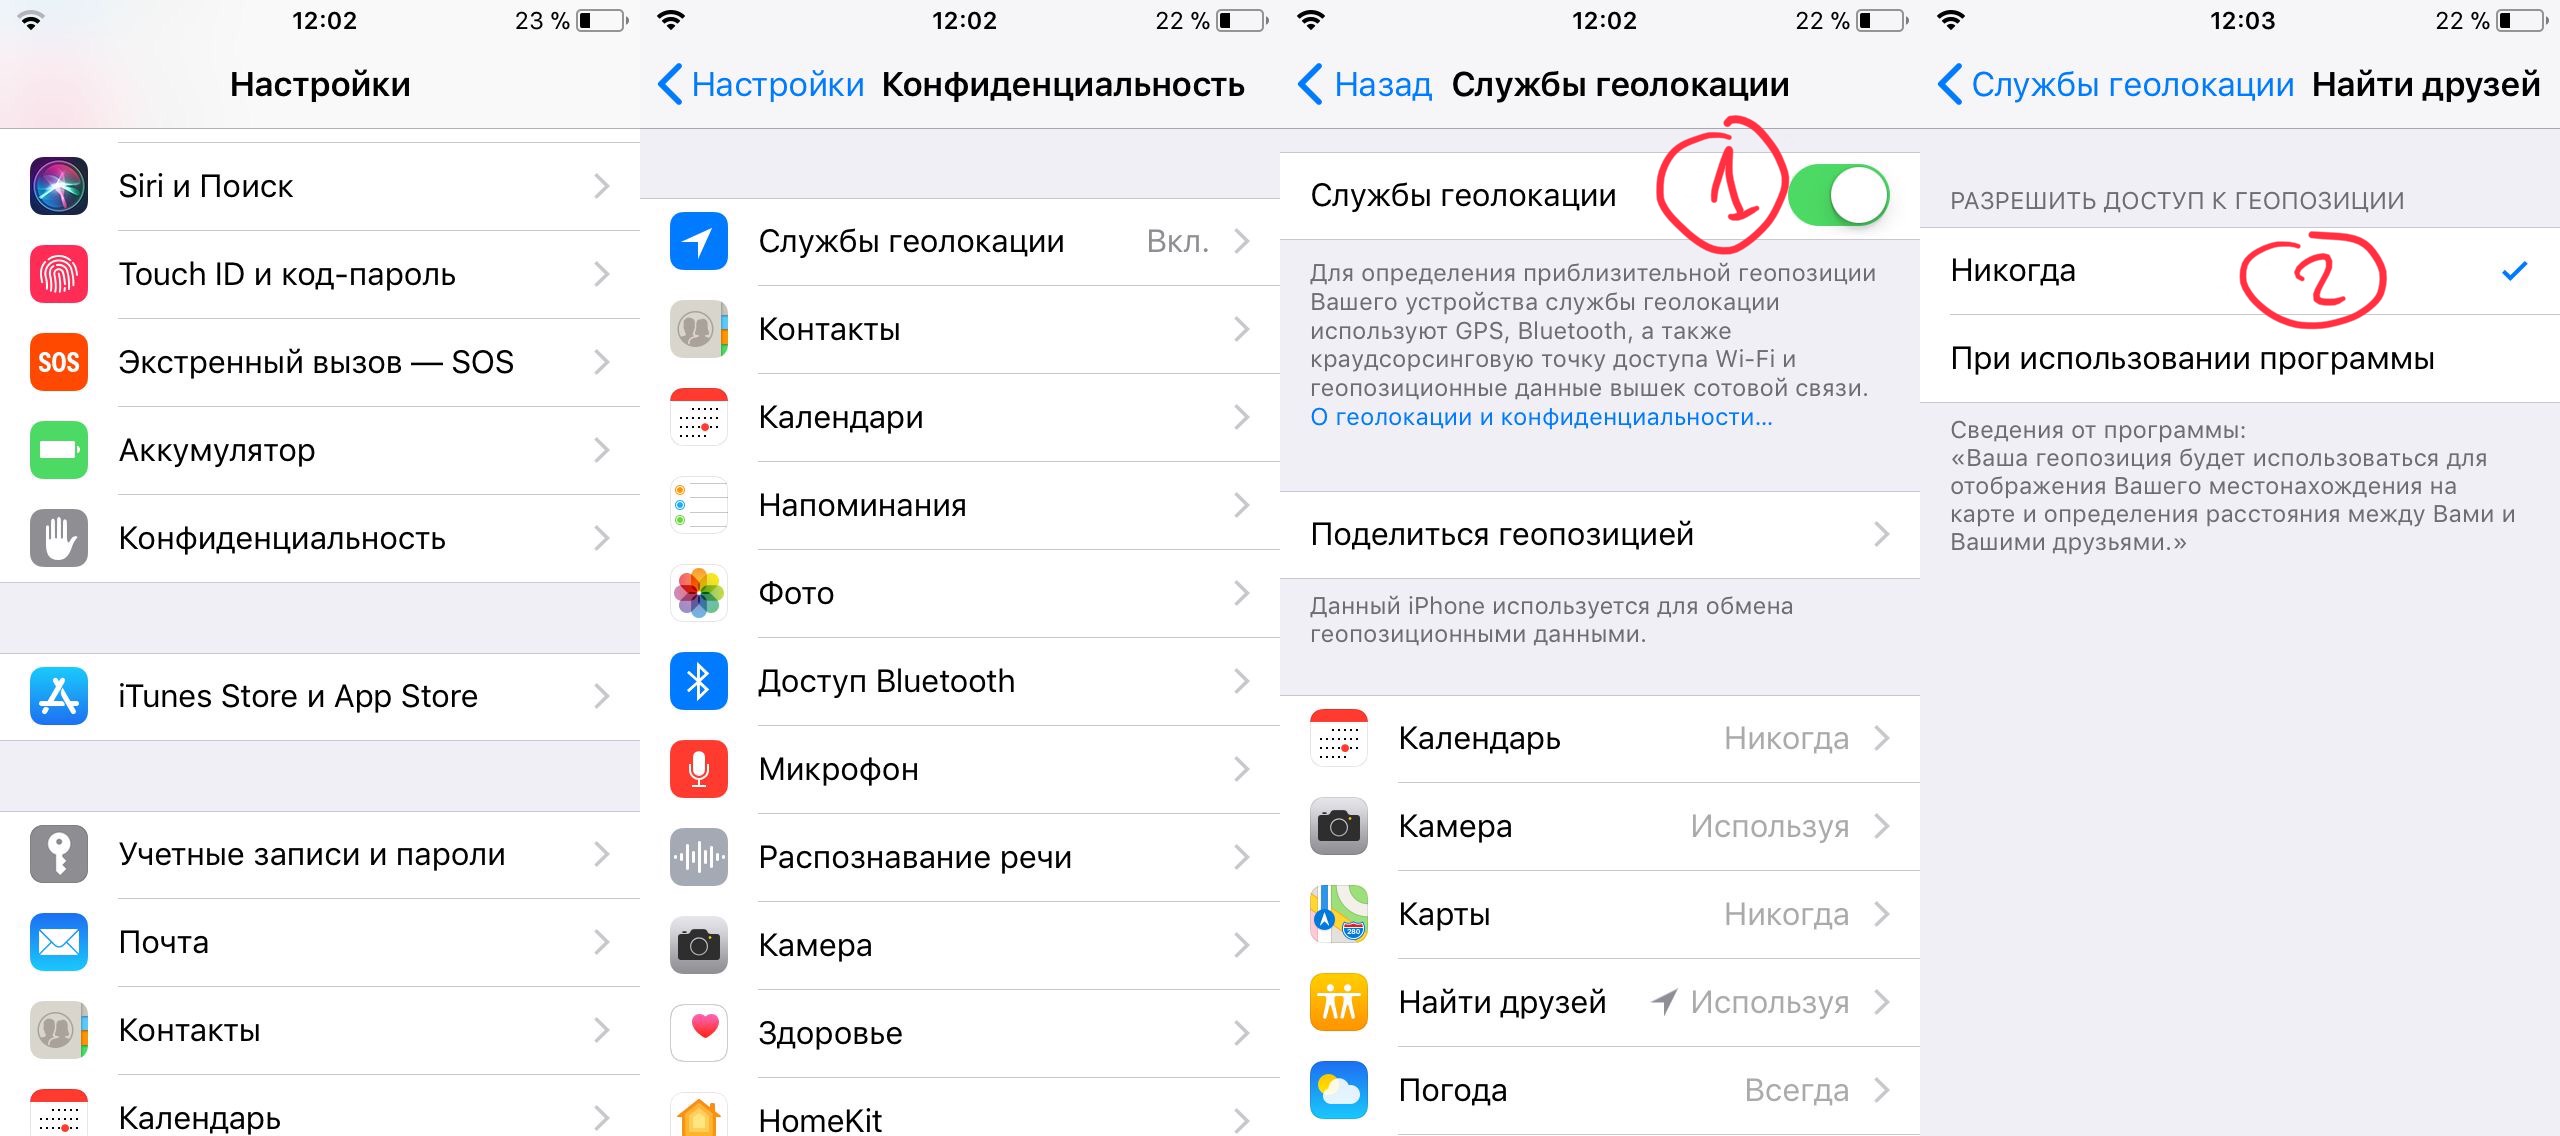 12:02
23 %
Настройки
Siri и Поиск
Touch ID и код-пароль
SOS
Экстренный вызов — SOS
Аккумулятор
Конфиденциальность
iTunes Store и App Store
Учетные записи и пароли
Почта
Контакты
Календарь
12:02
22 %
Настройки
Конфиденциальность
Службы геолокации
Вкл.
Контакты
Календари
Напоминания
Фото
Доступ Bluetooth
Микрофон
Распознавание речи
Камера
Здоровье
HomeKit
12:02
22 %
Назад
Службы геолокации
Службы геолокации
1
Для определения приблизительной геопозиции
Вашего устройства службы геолокации
используют GPS, Bluetooth, а также
краудсорсинговую точку доступа Wi-Fi и
геопозиционные данные вышек сотовой связи.
О геолокации и конфиденциальности...
Поделиться геопозицией
Данный iPhone используется для обмена
геопозиционными данными.
Календарь
Никогда
Камера
Используя
280
Карты
Никогда
Найти друзей
Используя
Погода
Всегда
12:03
22 %
Службы геолокации
Найти друзей
РАЗРЕШИТЬ ДОСТУП К ГЕОПОЗИЦИИ
Никогда
2
При использовании программы
Сведения от программы:
«Ваша геопозиция будет использоваться для
отображения Вашего местонахождения на
карте и определения расстояния между Вами и
Вашими друзьями.»